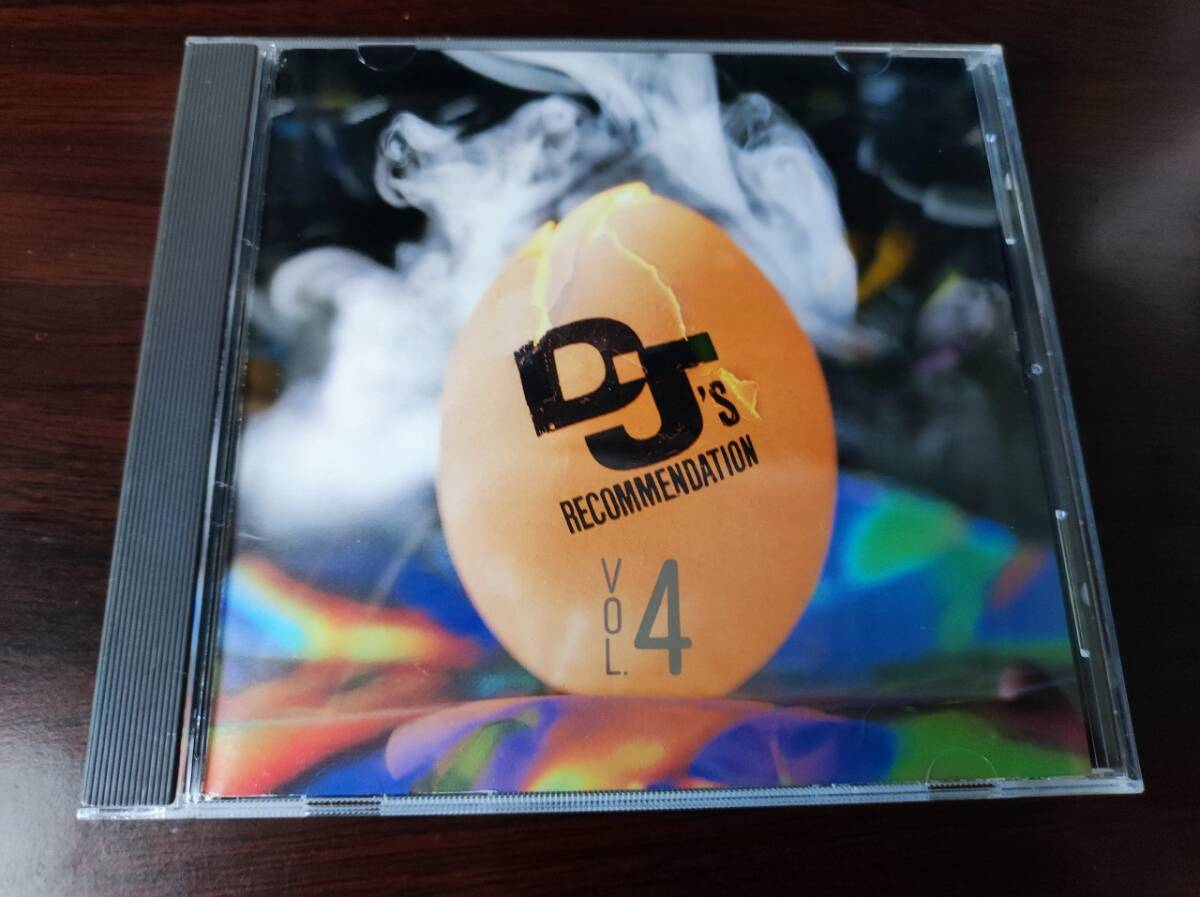 DJ's
RECOMMENDATION
VOL. 4